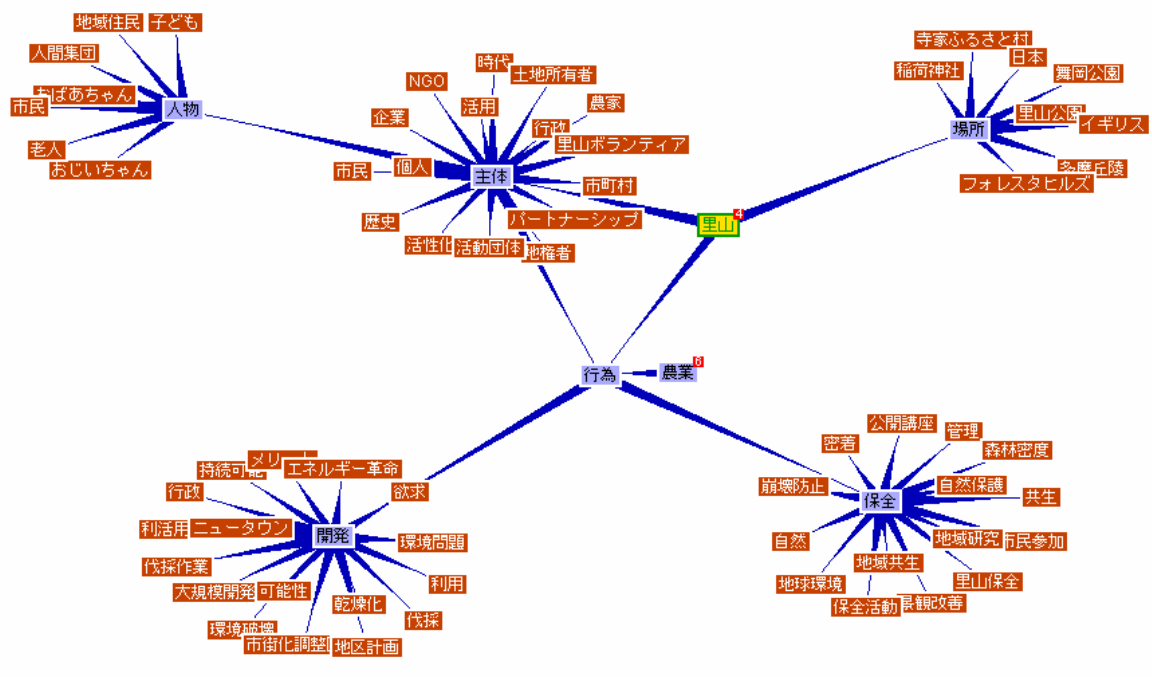 地域住民
子ども
人間集団
おばあちゃん
市民
人物
老人
おじいちゃん
時代
NGO
土地所有者
活用
農家
企業
行政
里山ボランティア
市民
個人
主体
市町村
歴史
パートナーシップ
活性化
活動団体
地権者
寺家ふるさと村
日本
稲荷神社
舞岡公園
里山公園
イギリス
場所
多摩丘陵
フォレスタヒルズ
4
里山
行為
6
農業
メリ
エネルギー革命
持続可能
行政
欲求
利活用
ニュータウン
開発
環境問題
伐採作業
利用
大規模開発
可能性
乾燥化
伐採
環境破壊
市街化調整
地区計画
公開講座
管理
密着
森林密度
崩壊防止
自然保護
共生
保全
自然
地域研究
市民参加
地域共生
地球環境
里山保全
保全活動
景観改善